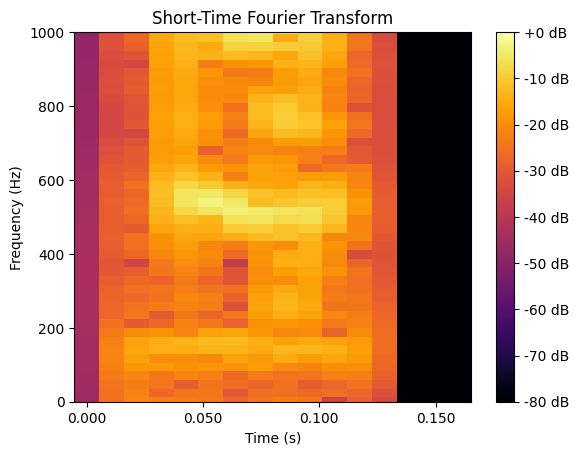 Short-Time Fourier Transform
1000
800
600
400
200
0
Frequency (Hz)
0.000
0.050
0.100
0.150
Time (s)
+0 dB
-10 dB
-20 dB
-30 dB
-40 dB
-50 dB
-60 dB
-70 dB
-80 dB